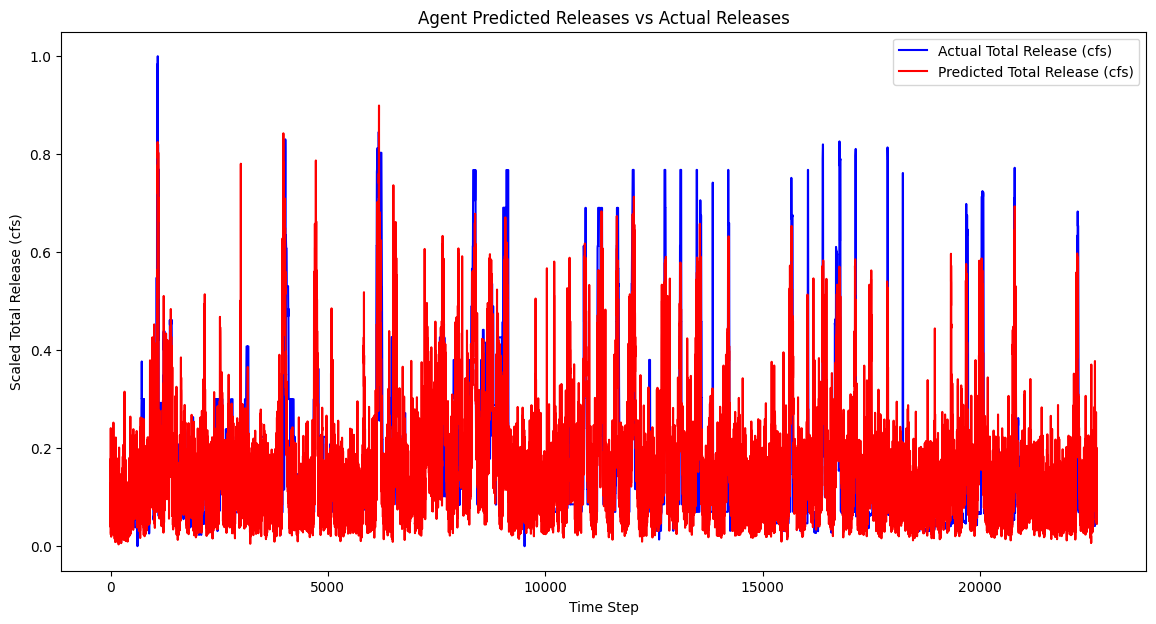 Agent Predicted Releases vs Actual Releases
Actual Total Release (cfs)
Predicted Total Release (cfs)
Scaled Total Release (cfs)
1.0
0.8
0.6
0.4
0.2
0.0
0
5000
10000
15000
20000
Time Step